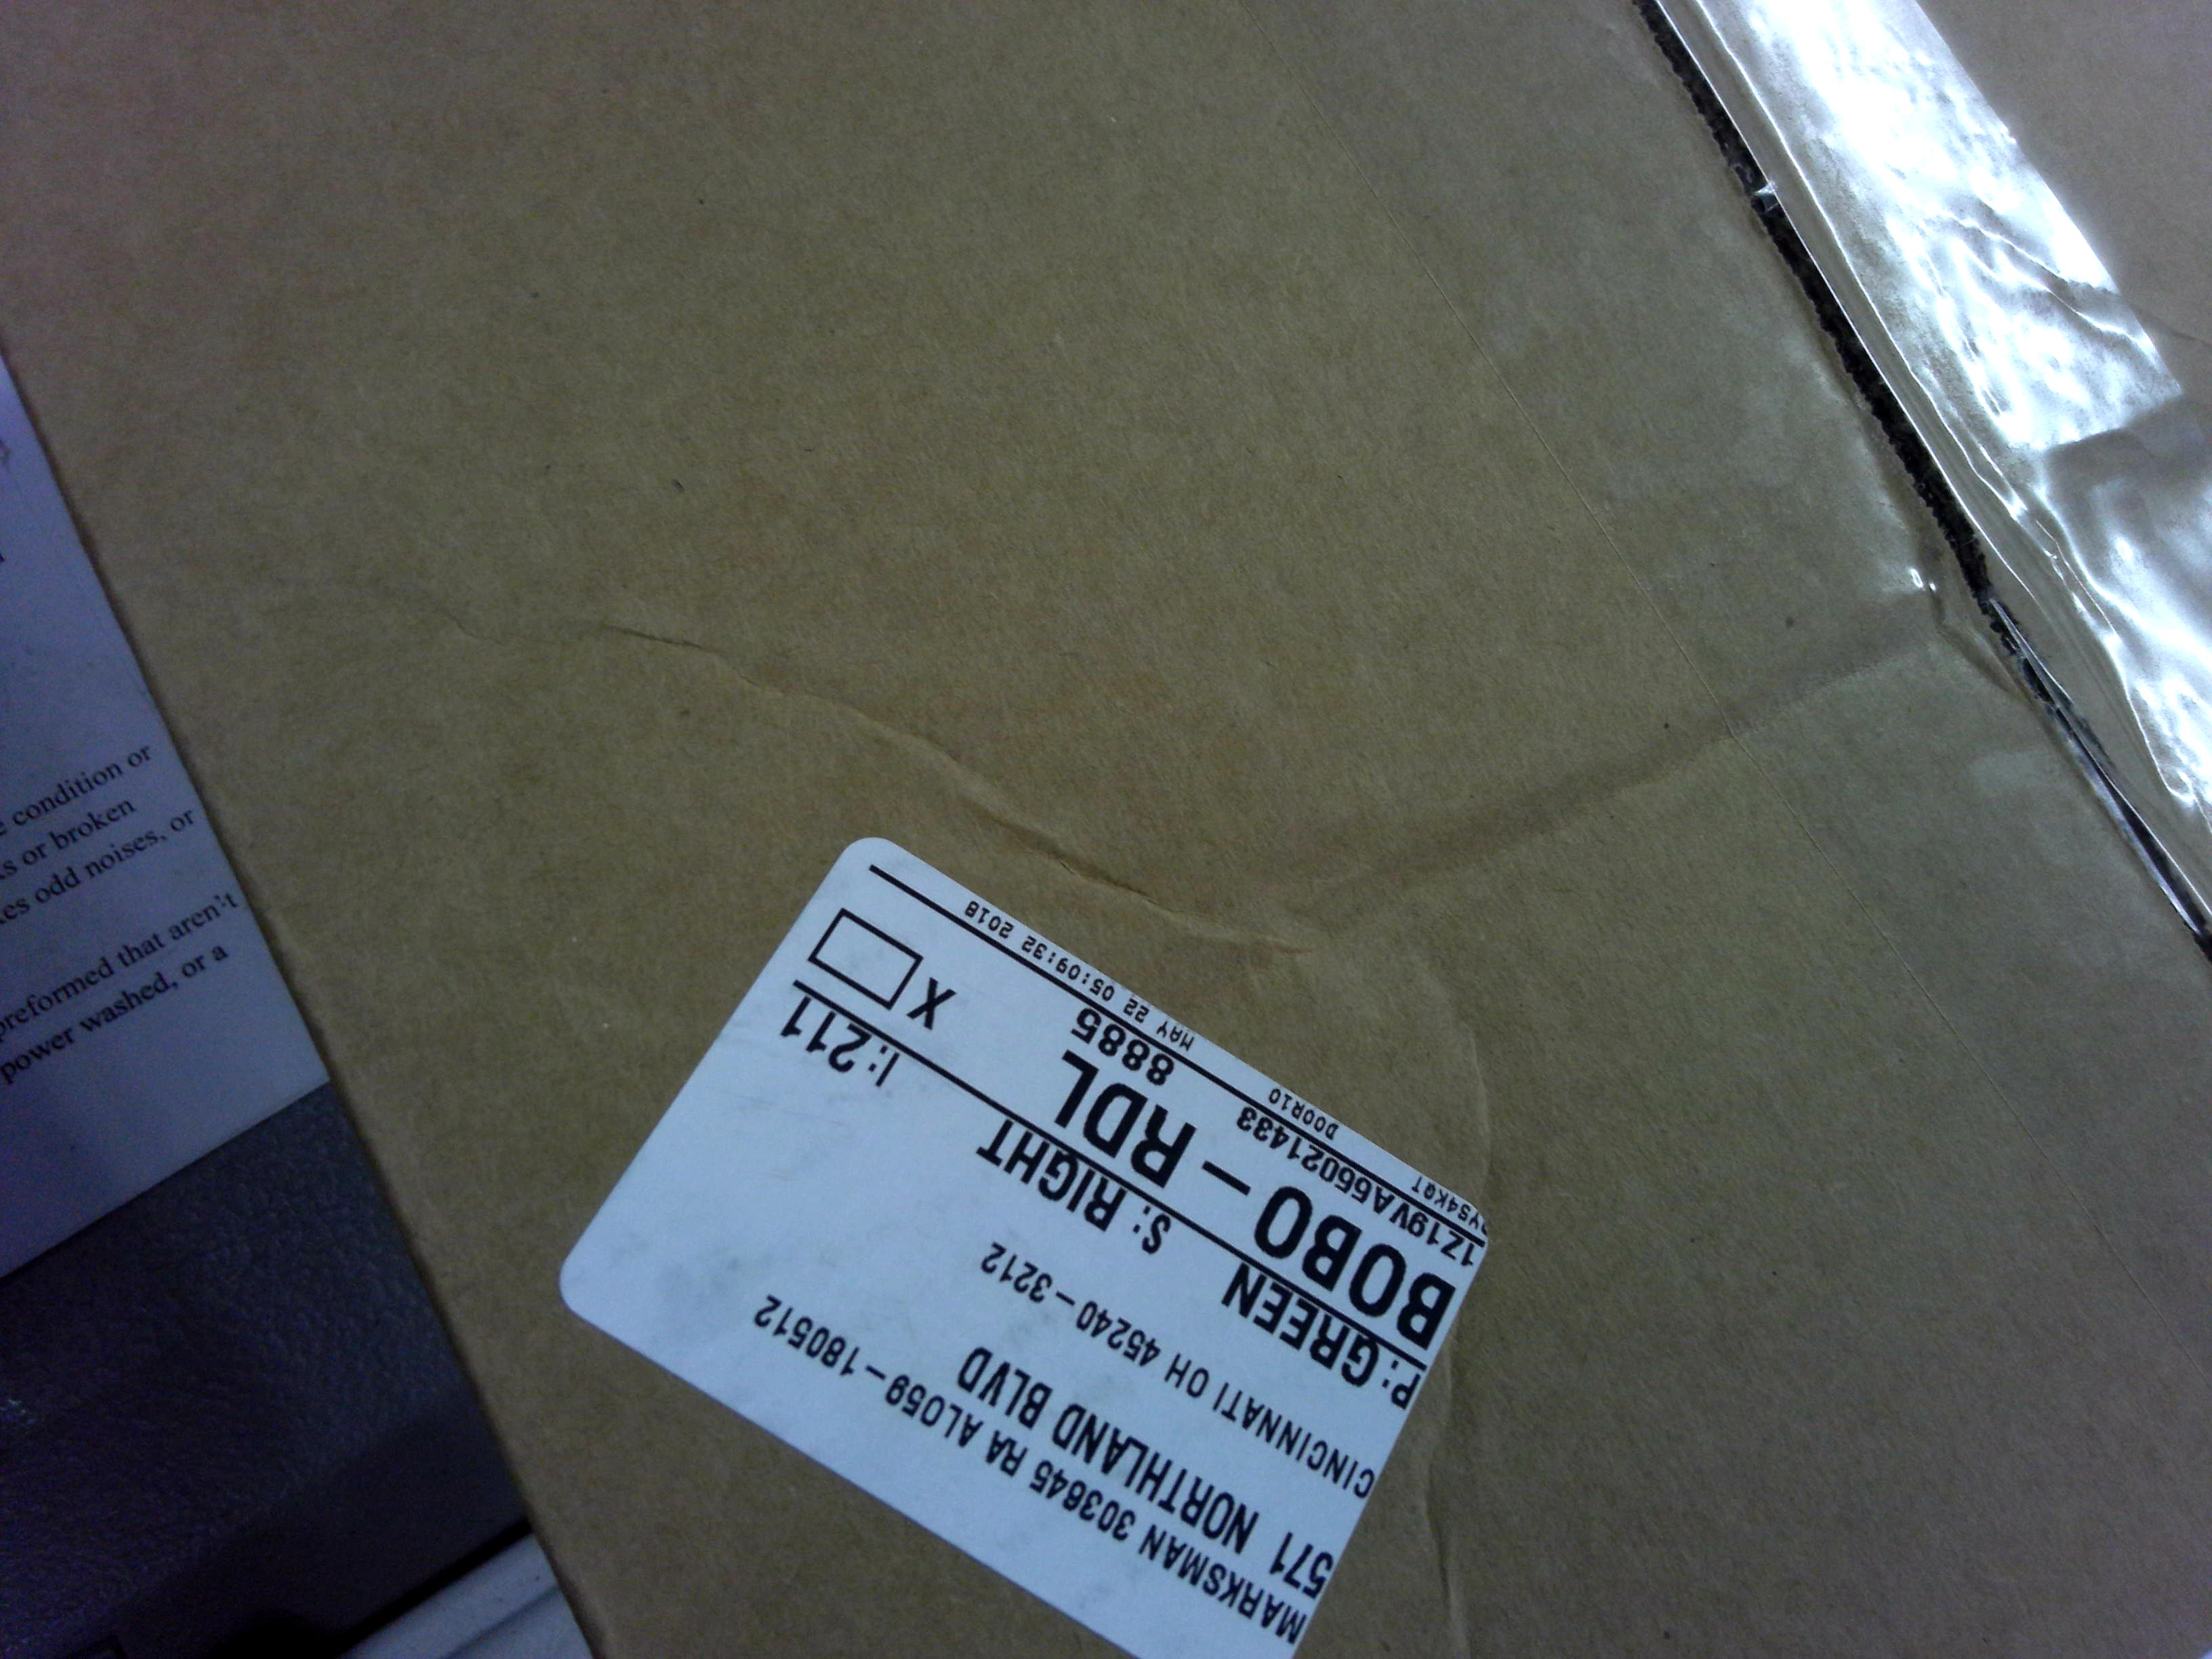 MARKSMAN 303645 RA AL059-180512
571 NORTHLAND BLVD
CINCINNATI OH 45240-3212
P: GREEN S: RIGHT I:211
BOBO - RDL X
1Z19VA66021433 8885
DOOR10 MAY 22 05:09:32 2018
condition or
or broken
odd noises, or
preformed that aren't
power washed, or a